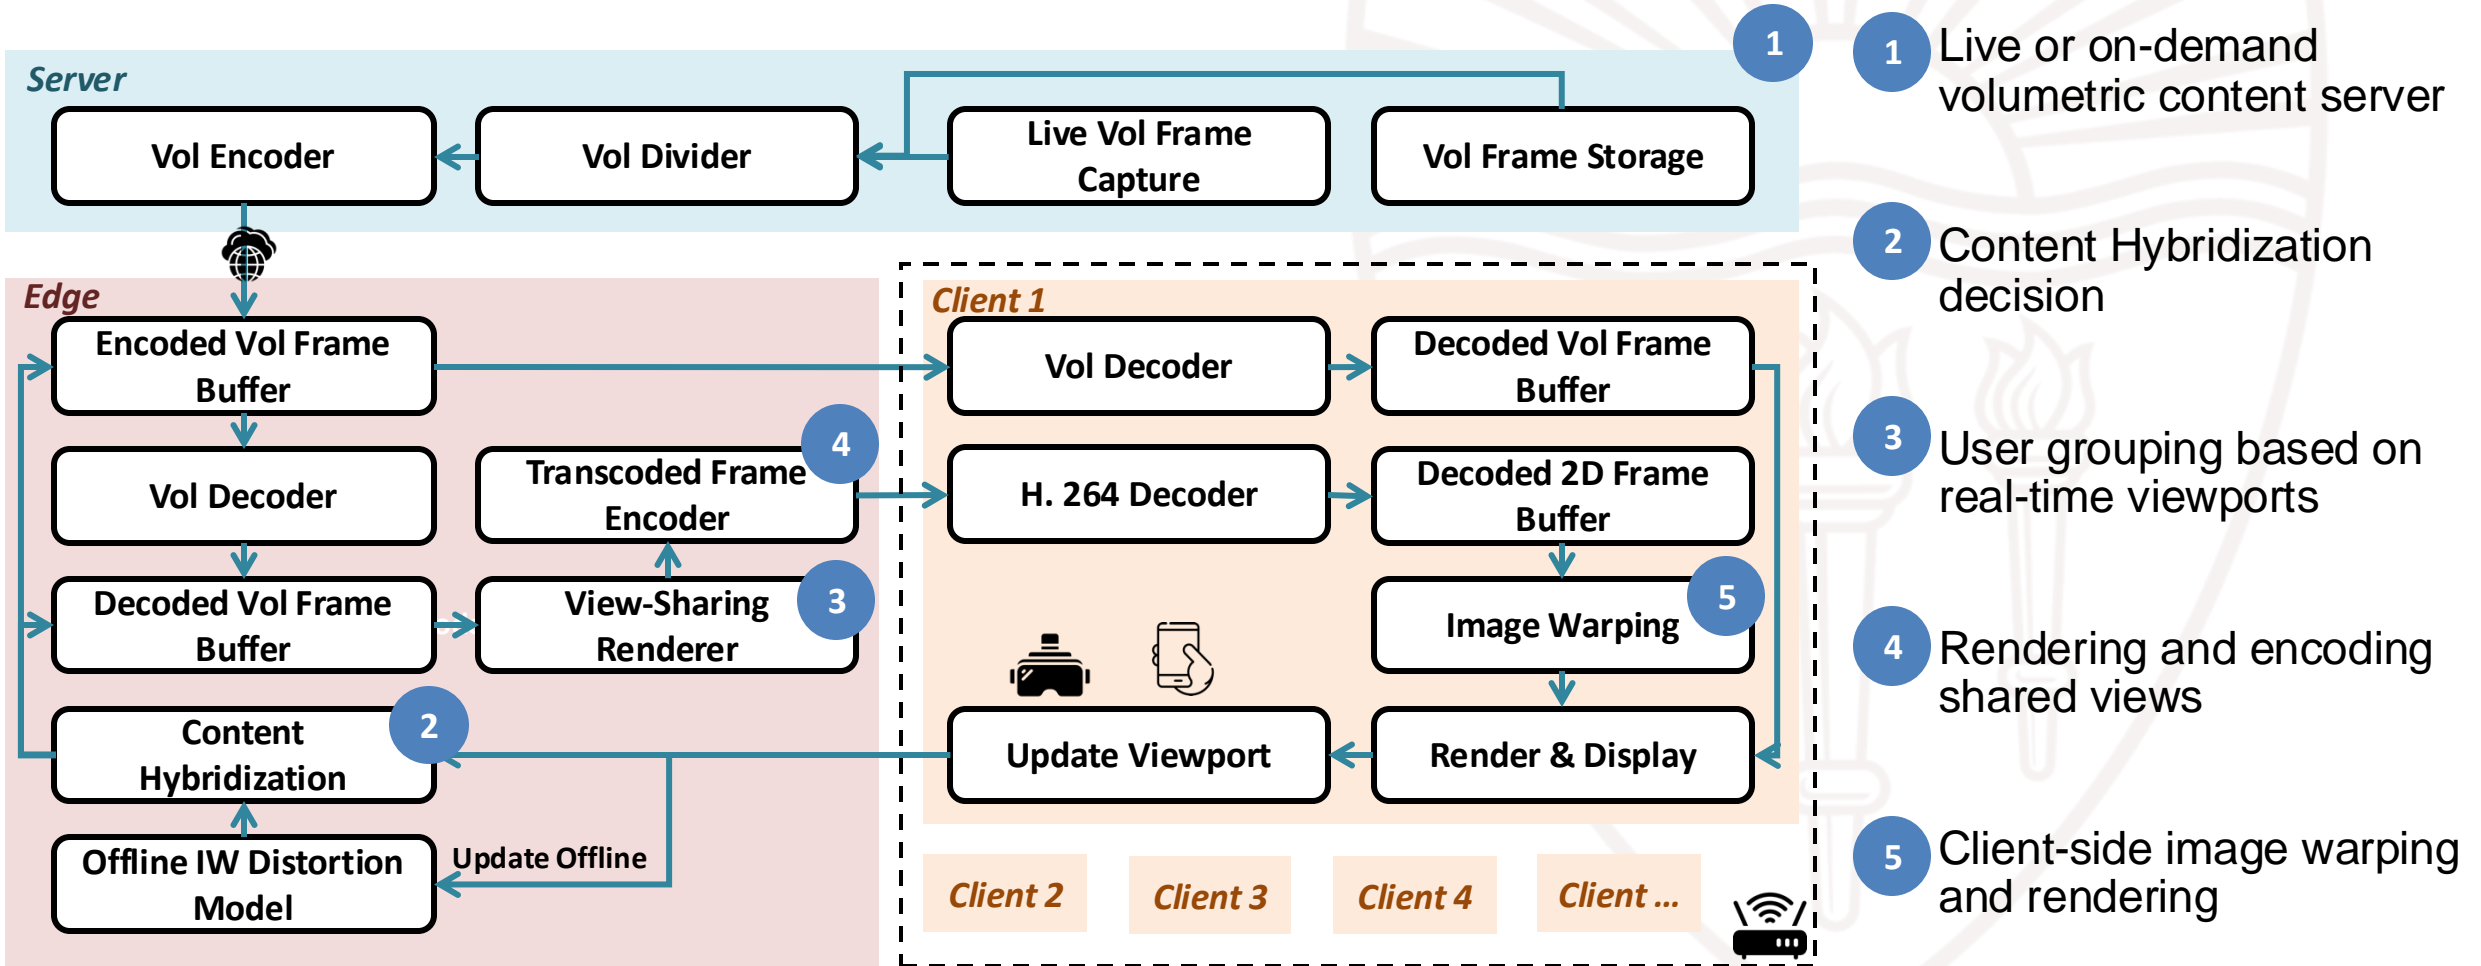 Server
1
Vol Encoder
Vol Divider
Live Vol Frame
Capture
Vol Frame Storage
Edge
Encoded Vol Frame
Buffer
Vol Decoder
Transcoded Frame
Encoder
4
Decoded Vol Frame
Buffer
View-Sharing
Renderer
3
Content
Hybridization
2
Offline IW Distortion
Model
Update Offline
Client 1
Vol Decoder
Decoded Vol Frame
Buffer
H. 264 Decoder
Decoded 2D Frame
Buffer
Image Warping
5
Update Viewport
Render & Display
Client 2
Client 3
Client 4
Client ...
1 Live or on-demand
volumetric content server
2 Content Hybridization
decision
3 User grouping based on
real-time viewports
4 Rendering and encoding
shared views
5 Client-side image warping
and rendering